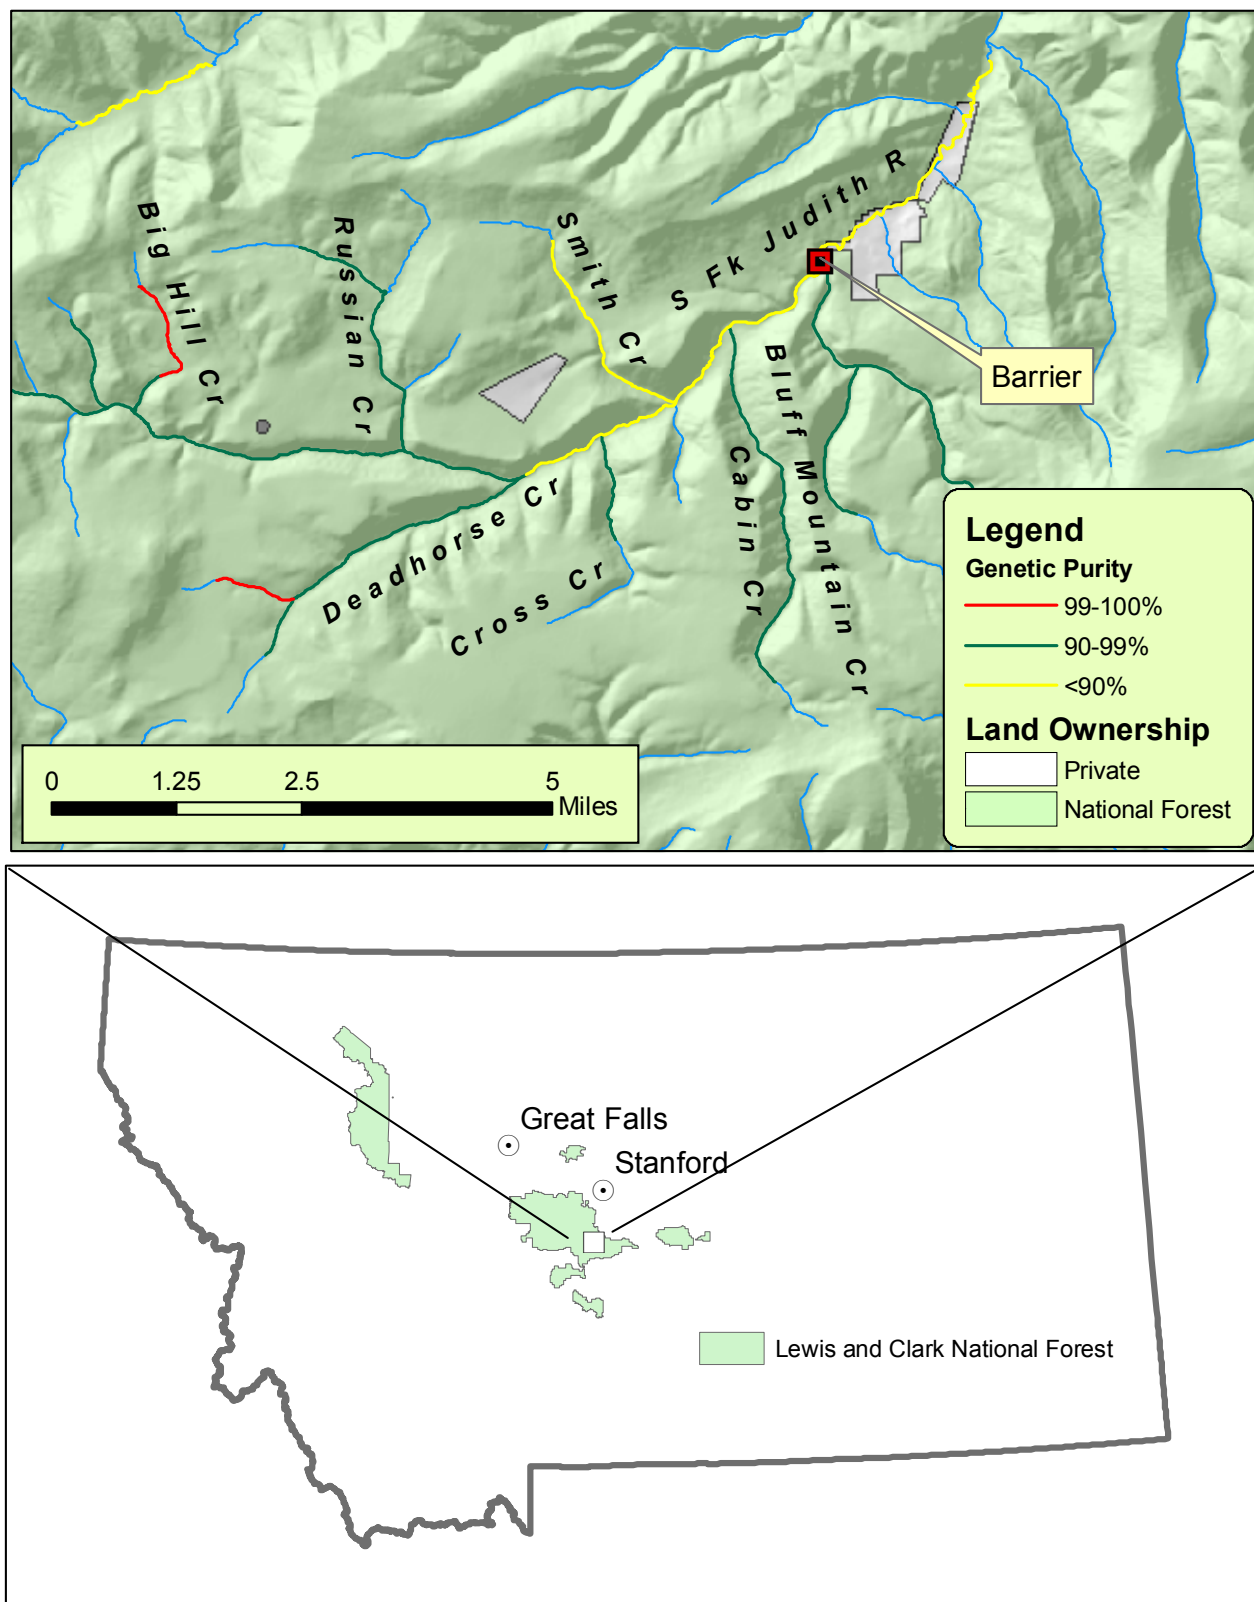 Big Hill Cr
Russian Cr
Smith Cr
S Fk Judith R
Barrier
Bluff Mountain Cr
Cabin Cr
Deadhorse Cr
Cross Cr
Legend
Genetic Purity
99-100%
90-99%
<90%
Land Ownership
Private
National Forest
0 1.25 2.5 5
Miles
Great Falls
Stanford
Lewis and Clark National Forest